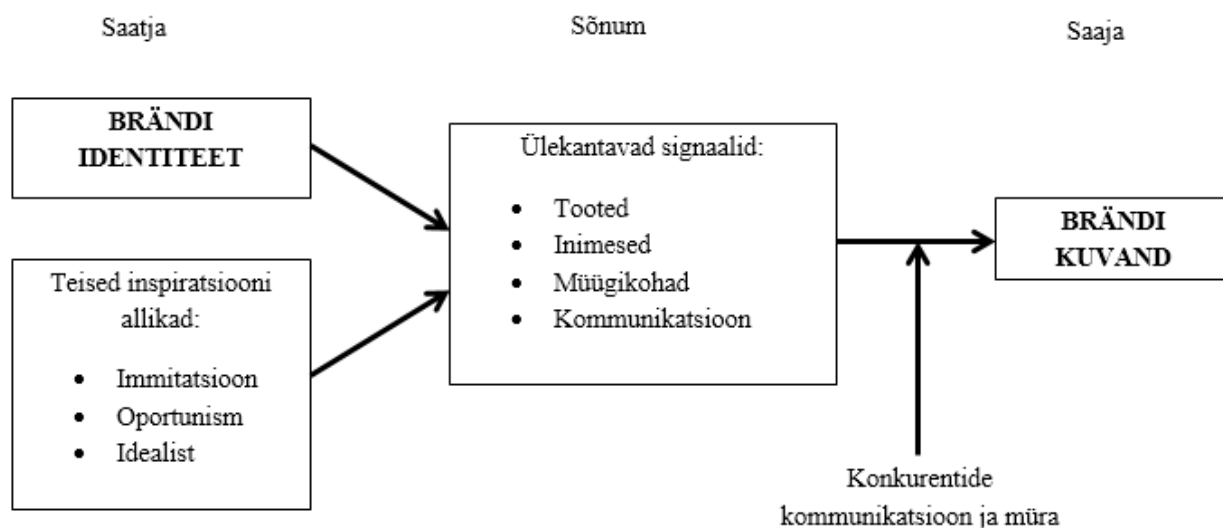 Saatja
Sõnum
Saaja
BRÄNDI
IDENTITEET
Teised inspiratsiooni
allikad:
• Immitatsioon
• Oportunism
• Idealist
Ülekantavad signaalid:
• Tooted
• Inimesed
• Müügikohad
• Kommunikatsioon
BRÄNDI
KUVAND
Konkurentide
kommunikatsioon ja müra